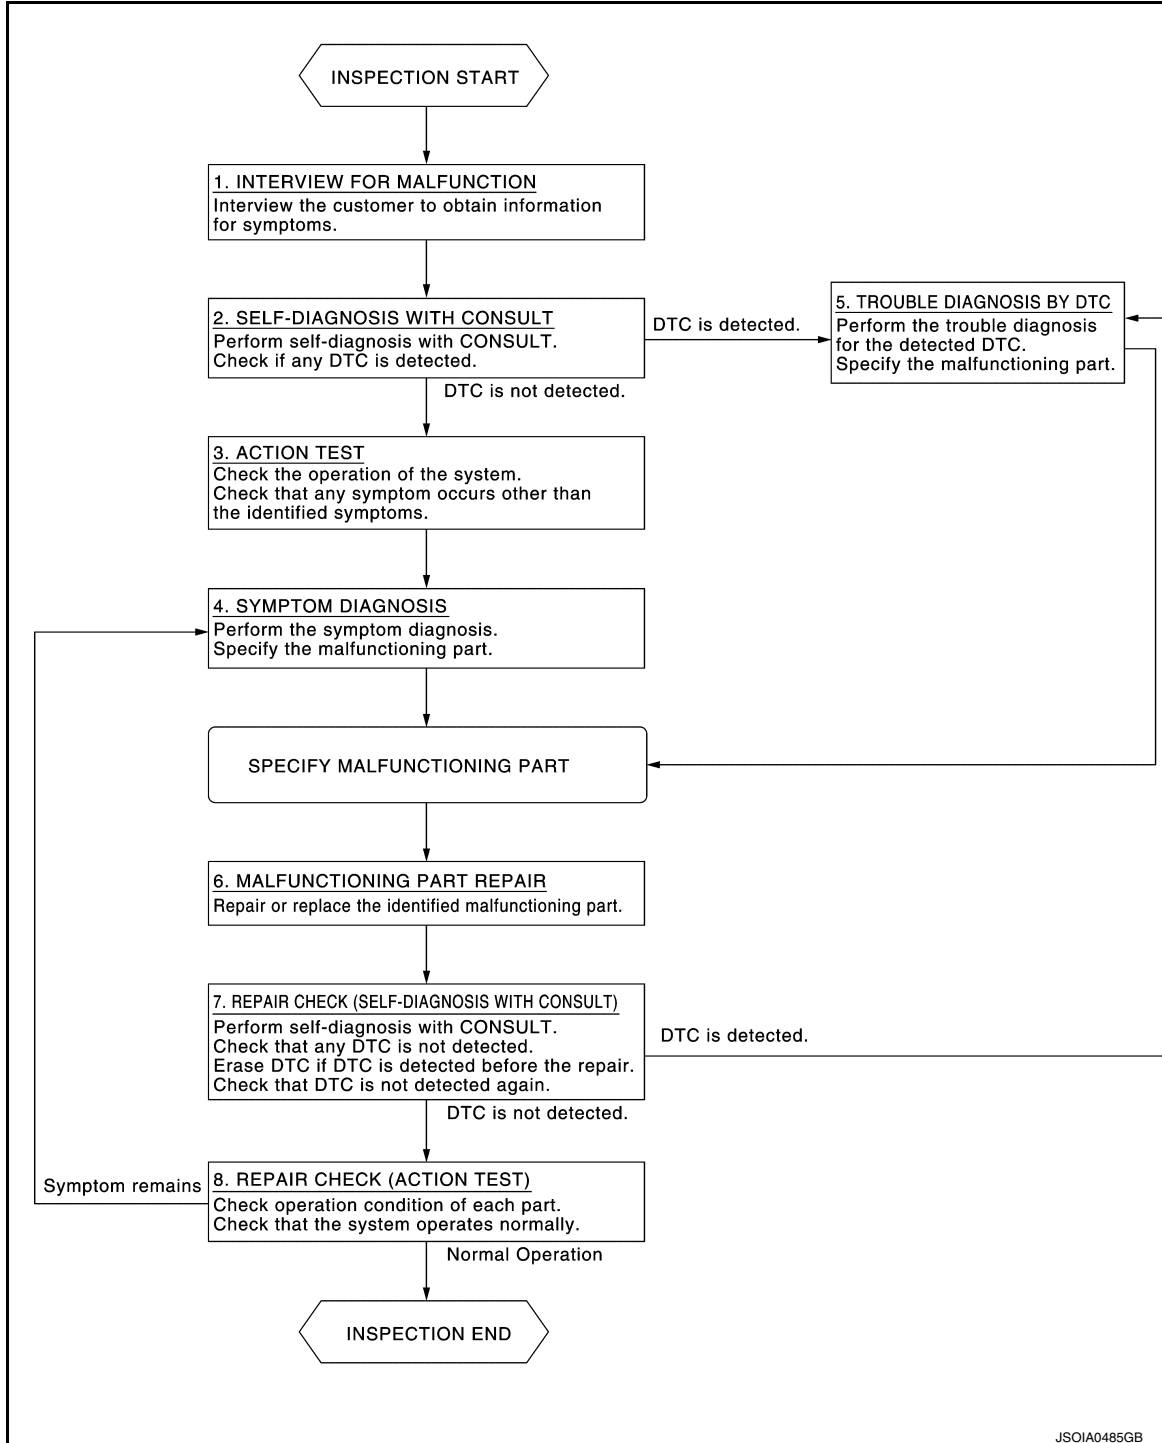 INSPECTION START
1. INTERVIEW FOR MALFUNCTION
Interview the customer to obtain information
for symptoms.
2. SELF-DIAGNOSIS WITH CONSULT
Perform self-diagnosis with CONSULT.
Check if any DTC is detected.
DTC is detected.
5. TROUBLE DIAGNOSIS BY DTC
Perform the trouble diagnosis
for the detected DTC.
Specify the malfunctioning part.
DTC is not detected.
3. ACTION TEST
Check the operation of the system.
Check that any symptom occurs other than
the identified symptoms.
4. SYMPTOM DIAGNOSIS
Perform the symptom diagnosis.
Specify the malfunctioning part.
SPECIFY MALFUNCTIONING PART
6. MALFUNCTIONING PART REPAIR
Repair or replace the identified malfunctioning part.
7. REPAIR CHECK (SELF-DIAGNOSIS WITH CONSULT)
Perform self-diagnosis with CONSULT.
Check that any DTC is not detected.
Erase DTC if DTC is detected before the repair.
Check that DTC is not detected again.
DTC is detected.
DTC is not detected.
Symptom remains
8. REPAIR CHECK (ACTION TEST)
Check operation condition of each part.
Check that the system operates normally.
Normal Operation
INSPECTION END
JSOIA0485GB